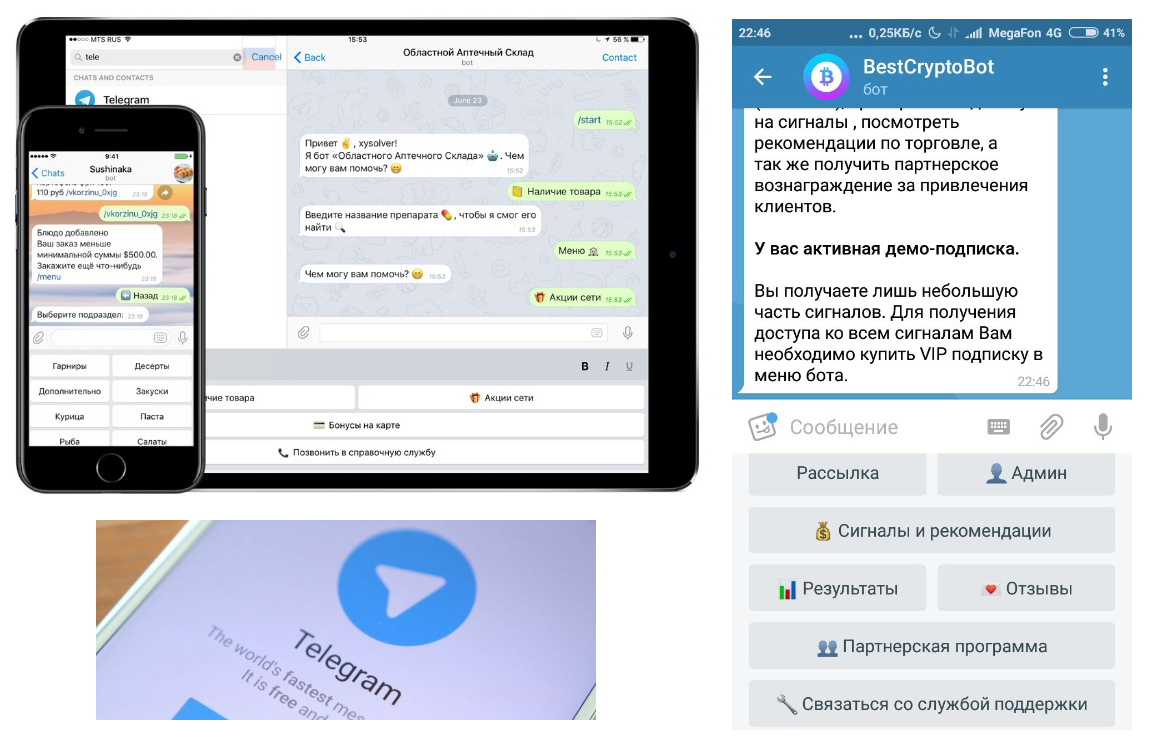 MTS RUS
15:53
56 %
tele
Cancel
CHATS AND CONTACTS
Telegram
Back
Областной Аптечный Склад
bot
Contact
June 23
/start 15:52
Привет ✌, xysolver!
Я бот «Областного Аптечного Склада» 🤖. Чем
могу вам помочь? 😄
15:52
📒 Наличие товара 15:53
Введите название препарата 💊, чтобы я смог его
найти 🔍
15:53
Меню 🏫 15:53
Чем могу вам помочь? 😄 15:53
🎁 Акции сети 15:53
B I U
чие товара
🎁 Акции сети
💳 Бонусы на карте
📞 Позвонить в справочную службу
9:41
Chats
Sushinaka
bot
110 руб /vkorzinu_0xjg 23:18
/vkorzinu_0xjg 23:18
Блюдо добавлено
Ваш заказ меньше
минимальной суммы $500.00.
Закажите ещё что-нибудь
/menu
23:18
⬅ Назад 23:18
Выберите подраздел: 23:18
Гарниры
Десерты
Дополнительно
Закуски
Курица
Паста
Рыба
Салаты
Telegram
The world's fastest mes
It is free and
22:46
... 0,25КБ/с
MegaFon 4G
41%
BestCryptoBot
бот
на сигналы , посмотреть
рекомендации по торговле, а
так же получить партнерское
вознаграждение за привлечения
клиентов.
У вас активная демо-подписка.
Вы получаете лишь небольшую
часть сигналов. Для получения
доступа ко всем сигналам Вам
необходимо купить VIP подписку в
меню бота.
22:46
Сообщение
Рассылка
👤 Админ
💰 Сигналы и рекомендации
📊 Результаты
💌 Отзывы
👥 Партнерская программа
🔧 Связаться со службой поддержки